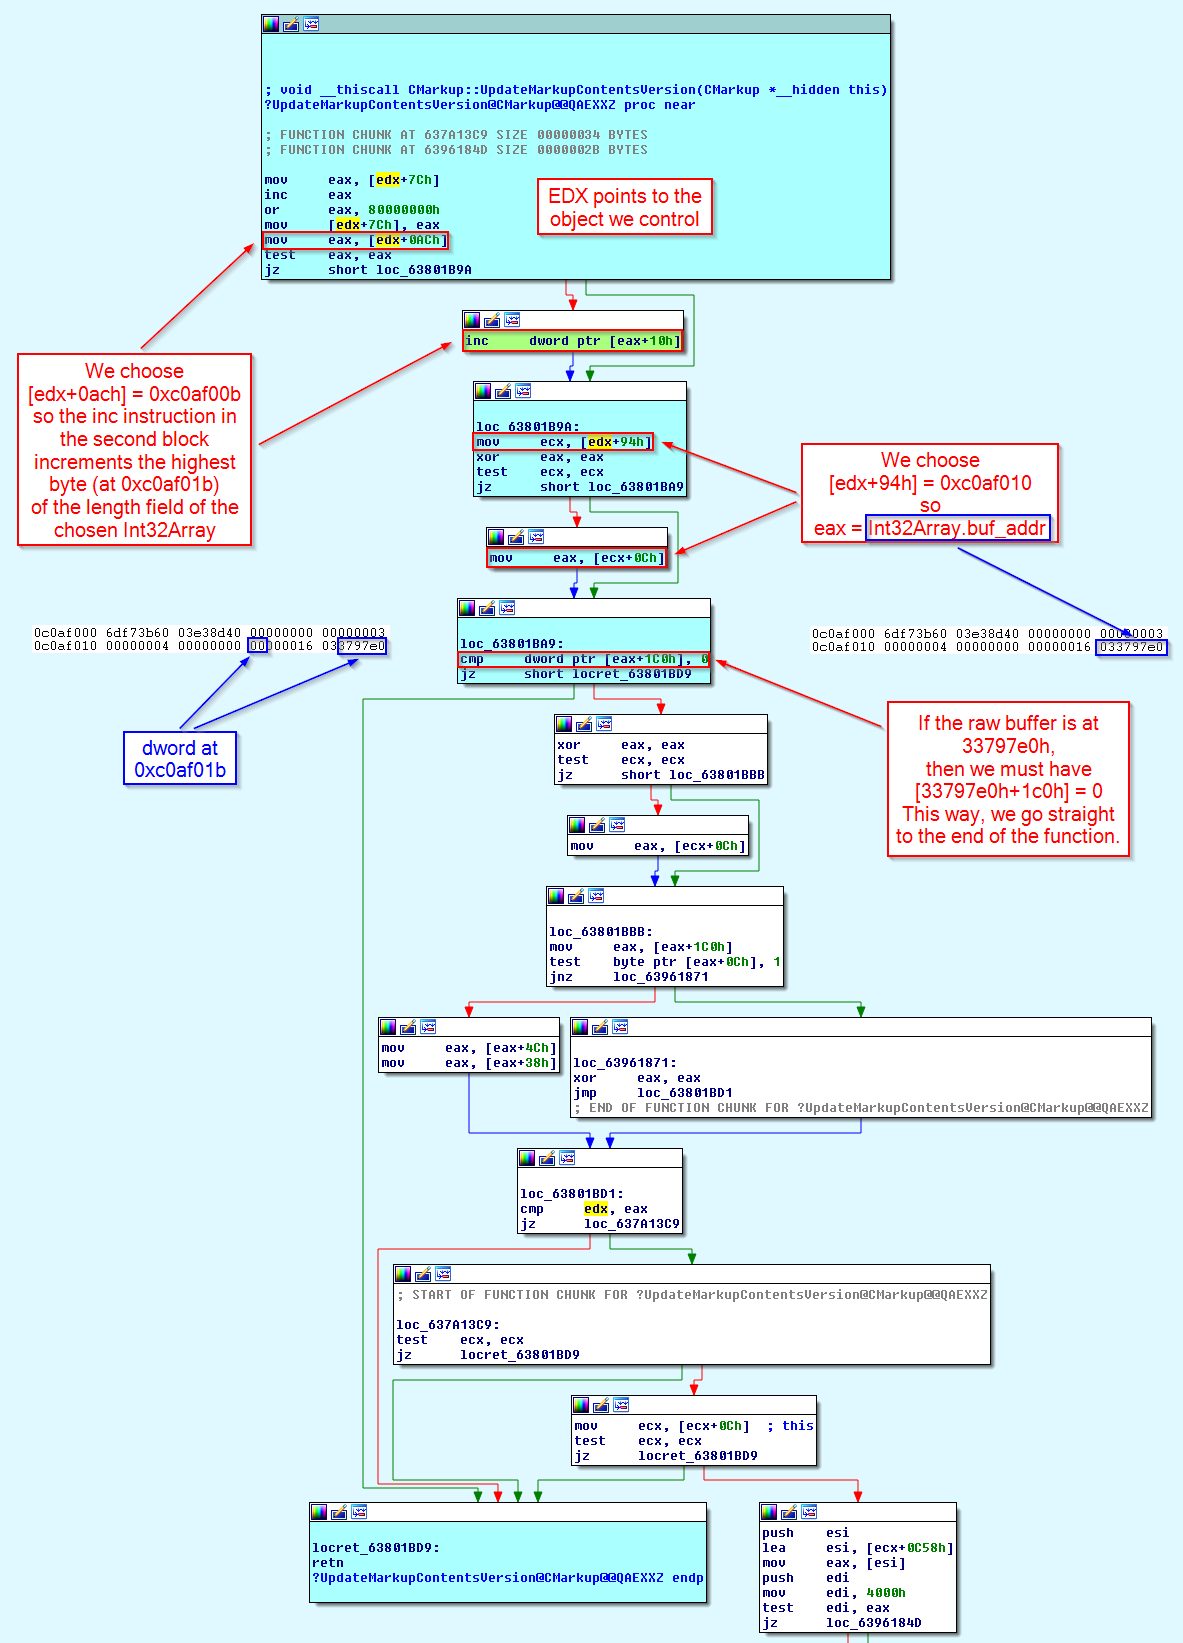 ; void __thiscall CMarkup::UpdateMarkupContentsVersion(CMarkup *__hidden this)
?UpdateMarkupContentsVersion@CMarkup@@QAEXXZ proc near
; FUNCTION CHUNK AT 637A13C9 SIZE 00000034 BYTES
; FUNCTION CHUNK AT 6396184D SIZE 0000002B BYTES
mov eax, [edx+7Ch]
inc eax
or eax, 80000000h
mov [edx+7Ch], eax
mov eax, [edx+0ACh]
test eax, eax
jz short loc_63801B9A
EDX points to the
object we control
inc dword ptr [eax+10h]
We choose
[edx+0ach] = 0xc0af00b
so the inc instruction in
the second block
increments the highest
byte (at 0xc0af01b)
of the length field of the
chosen Int32Array
loc_63801B9A:
mov ecx, [edx+94h]
xor eax, eax
test ecx, ecx
jz short loc_63801BA9
We choose
[edx+94h] = 0xc0af010
so
eax = Int32Array.buf_addr
mov eax, [ecx+0Ch]
0c0af000 6df73b60 03e38d40 00000000 00000003
0c0af010 00000004 00000000 00000016 033797e0
0c0af000 6df73b60 03e38d40 00000000 00000003
0c0af010 00000004 00000000 00000016 033797e0
loc_63801BA9:
cmp dword ptr [eax+1C0h], 0
jz short locret_63801BD9
dword at
0xc0af01b
If the raw buffer is at
33797e0h,
then we must have
[33797e0h+1c0h] = 0
This way, we go straight
to the end of the function.
xor eax, eax
test ecx, ecx
jz short loc_63801BBB
mov eax, [ecx+0Ch]
loc_63801BBB:
mov eax, [eax+1C0h]
test byte ptr [eax+0Ch], 1
jnz loc_63961871
mov eax, [eax+4Ch]
mov eax, [eax+38h]
loc_63961871:
xor eax, eax
jmp loc_63801BD1
; END OF FUNCTION CHUNK FOR ?UpdateMarkupContentsVersion@CMarkup@@QAEXXZ
loc_63801BD1:
cmp edx, eax
jz loc_637A13C9
; START OF FUNCTION CHUNK FOR ?UpdateMarkupContentsVersion@CMarkup@@QAEXXZ
loc_637A13C9:
test ecx, ecx
jz locret_63801BD9
mov ecx, [ecx+0Ch] ; this
test ecx, ecx
jz locret_63801BD9
locret_63801BD9:
retn
?UpdateMarkupContentsVersion@CMarkup@@QAEXXZ endp
push esi
lea esi, [ecx+0C58h]
mov eax, [esi]
push edi
mov edi, 4000h
test edi, eax
jz loc_6396184D